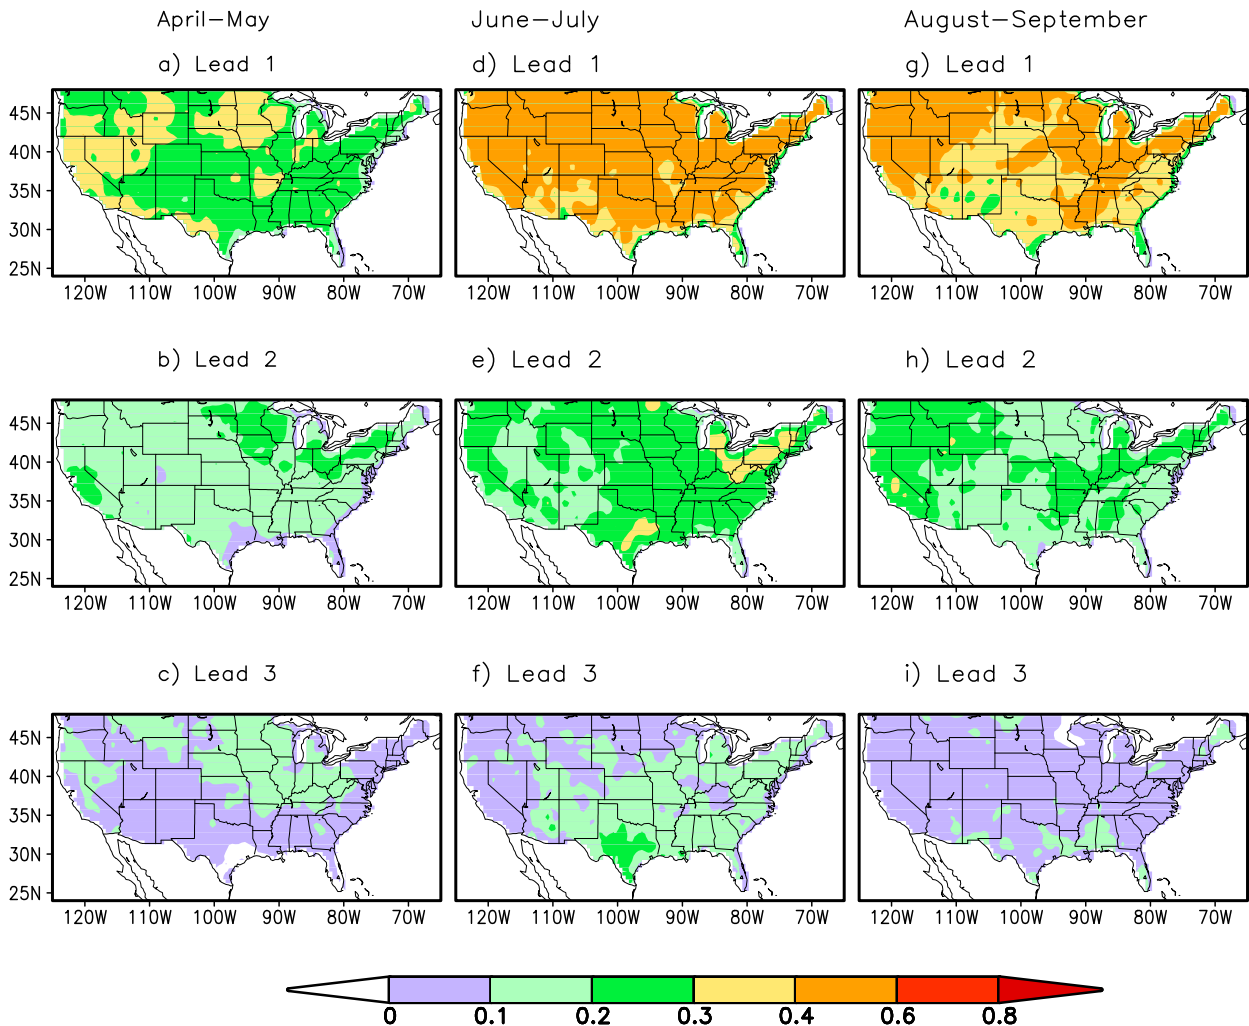 April−May June−July August−September
a) Lead 1 d) Lead 1 g) Lead 1
45N
40N
35N
30N
25N
120W 110W 100W 90W 80W 70W 120W 110W 100W 90W 80W 70W 120W 110W 100W 90W 80W 70W
b) Lead 2 e) Lead 2 h) Lead 2
45N
40N
35N
30N
25N
120W 110W 100W 90W 80W 70W 120W 110W 100W 90W 80W 70W 120W 110W 100W 90W 80W 70W
c) Lead 3 f) Lead 3 i) Lead 3
45N
40N
35N
30N
25N
120W 110W 100W 90W 80W 70W 120W 110W 100W 90W 80W 70W 120W 110W 100W 90W 80W 70W
0 0.1 0.2 0.3 0.4 0.6 0.8